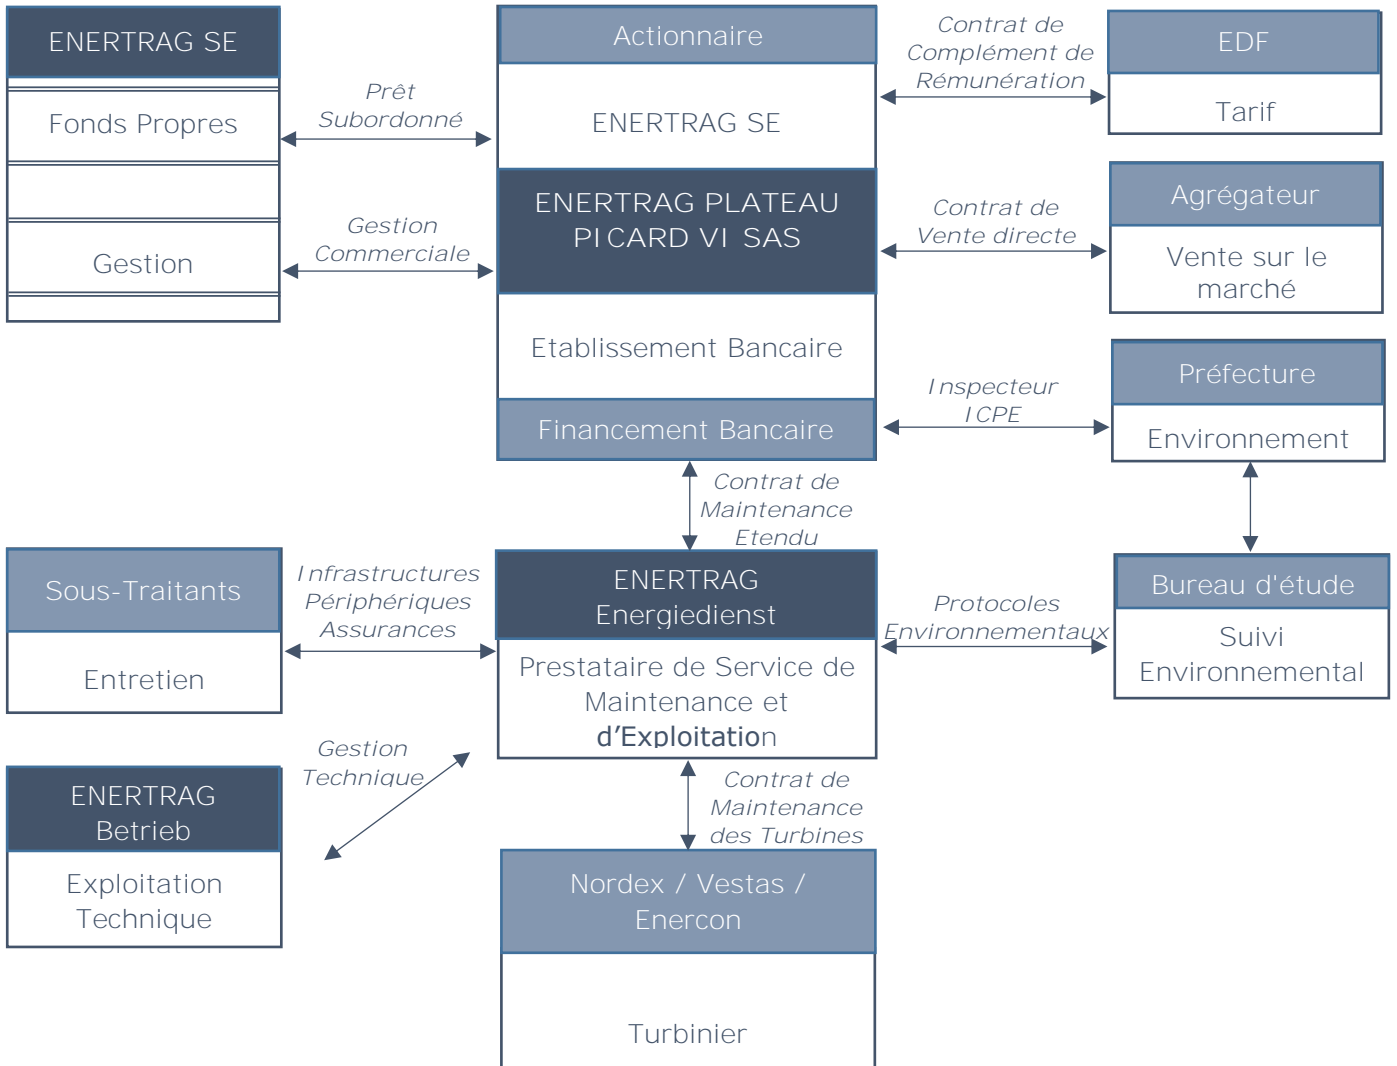 ENERTRAG SE
Fonds Propres
Gestion
Prêt
Subordonné
Gestion
Commerciale
Actionnaire
ENERTRAG SE
ENERTRAG PLATEAU
PICARD VI SAS
Etablissement Bancaire
Financement Bancaire
Contrat de
Complément de
Rémunération
EDF
Tarif
Contrat de
Vente directe
Agrégateur
Vente sur le
marché
Inspecteur
ICPE
Préfecture
Environnement
Contrat de
Maintenance
Etendu
Sous-Traitants
Entretien
Infrastructures
Périphériques
Assurances
ENERTRAG
Energiedienst
Prestataire de Service de
Maintenance et
d’Exploitation
Protocoles
Environnementaux
Bureau d'étude
Suivi
Environnemental
Gestion
Technique
ENERTRAG
Betrieb
Exploitation
Technique
Contrat de
Maintenance
des Turbines
Nordex / Vestas /
Enercon
Turbinier